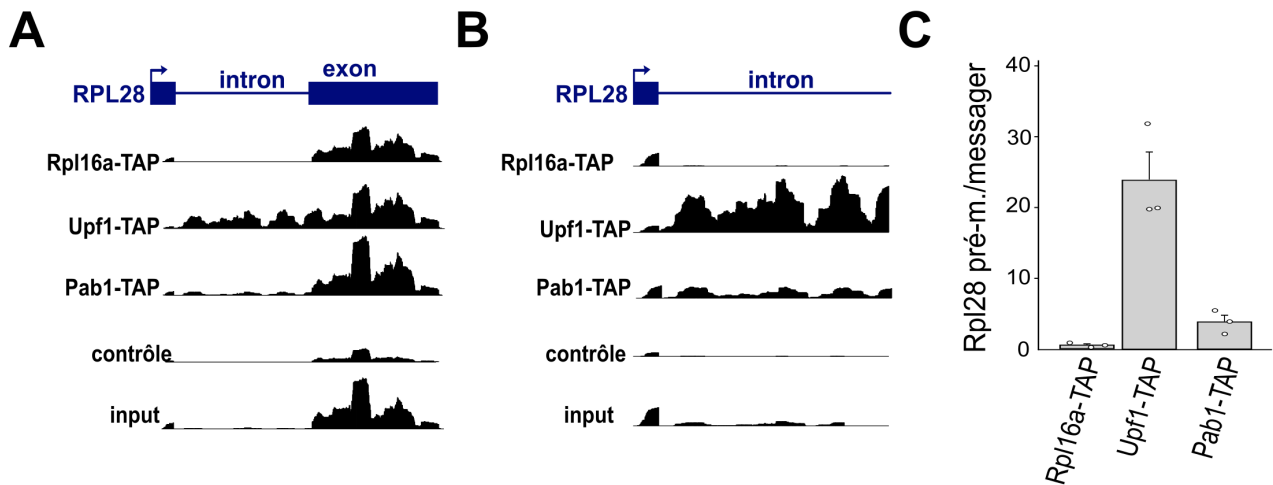 A
exon
intron
RPL28
Rpl16a-TAP
Upf1-TAP
Pab1-TAP
contrôle
input
B
intron
RPL28
Rpl16a-TAP
Upf1-TAP
Pab1-TAP
contrôle
input
C
Rpl28 pré-m./messager
40
30
20
10
0
Rpl16a-TAP
Upf1-TAP
Pab1-TAP